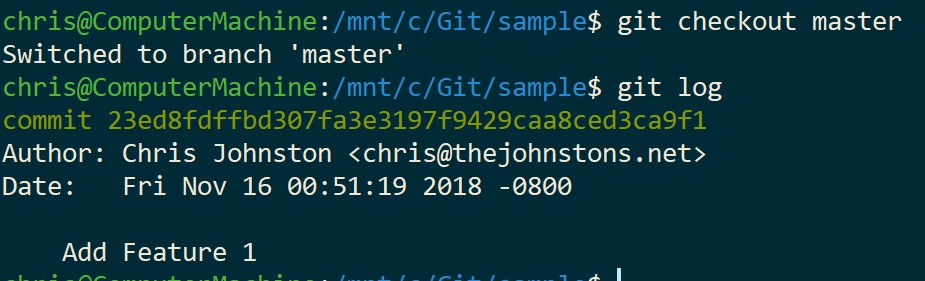 chris@ComputerMachine:/mnt/c/Git/sample$ git checkout master
Switched to branch 'master'
chris@ComputerMachine:/mnt/c/Git/sample$ git log
commit 23ed8fdffbd307fa3e3197f9429caa8ced3ca9f1
Author: Chris Johnston <chris@thejohnstons.net>
Date:   Fri Nov 16 00:51:19 2018 -0800
    Add Feature 1
chris@ComputerMachine:/mnt/c/Git/sample$